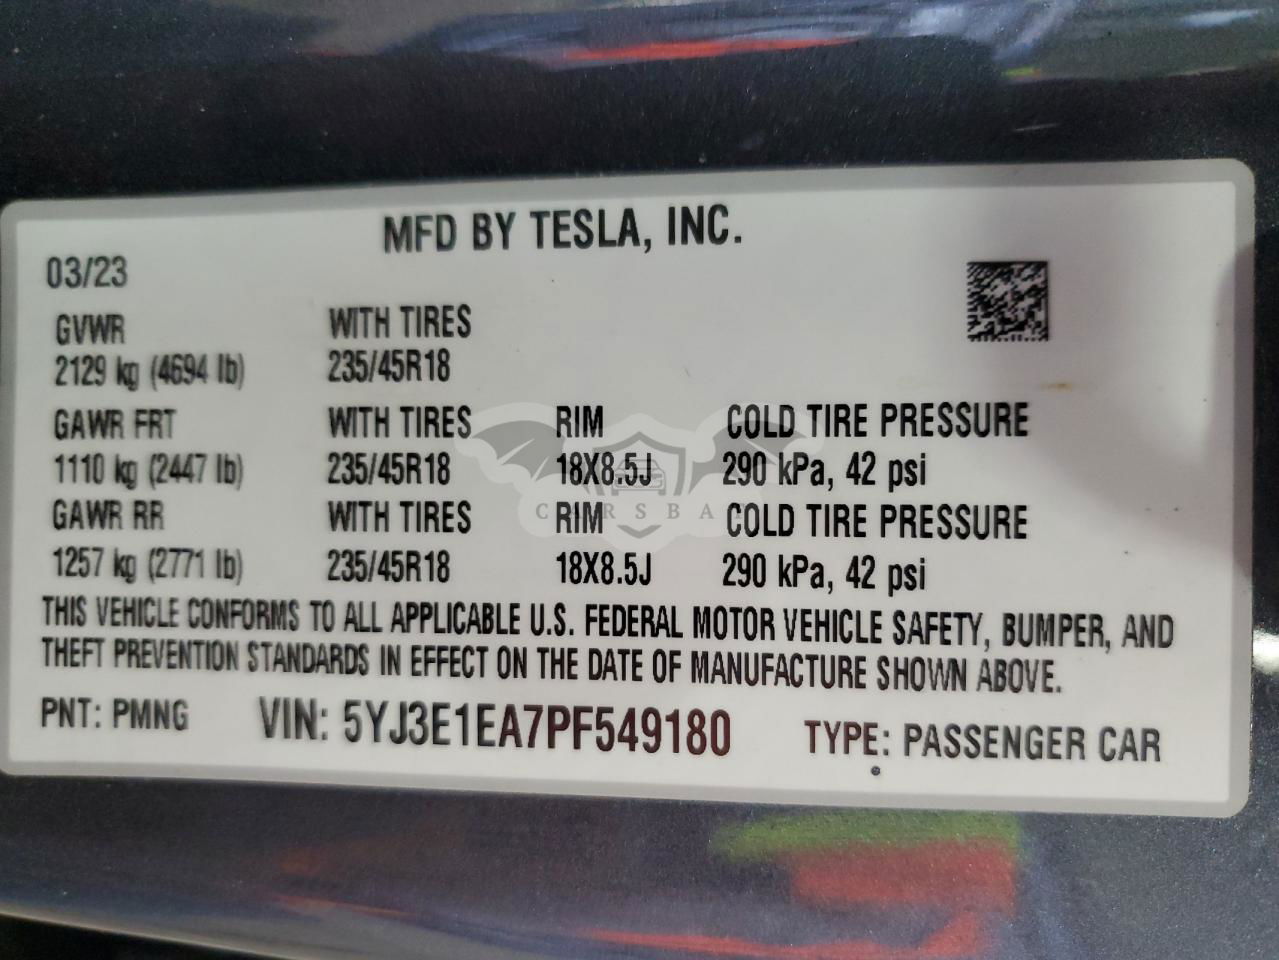 MFD BY TESLA, INC.
03/23
GVWR WITH TIRES
2129 kg (4694 lb) 235/45R18
GAWR FRT WITH TIRES RIM COLD TIRE PRESSURE
1110 kg (2447 lb) 235/45R18 18X8.5J 290 kPa, 42 psi
GAWR RR WITH TIRES RIM COLD TIRE PRESSURE
1257 kg (2771 lb) 235/45R18 18X8.5J 290 kPa, 42 psi
THIS VEHICLE CONFORMS TO ALL APPLICABLE U.S. FEDERAL MOTOR VEHICLE SAFETY, BUMPER, AND
THEFT PREVENTION STANDARDS IN EFFECT ON THE DATE OF MANUFACTURE SHOWN ABOVE.
PNT: PMNG VIN: 5YJ3E1EA7PF549180 TYPE: PASSENGER CAR